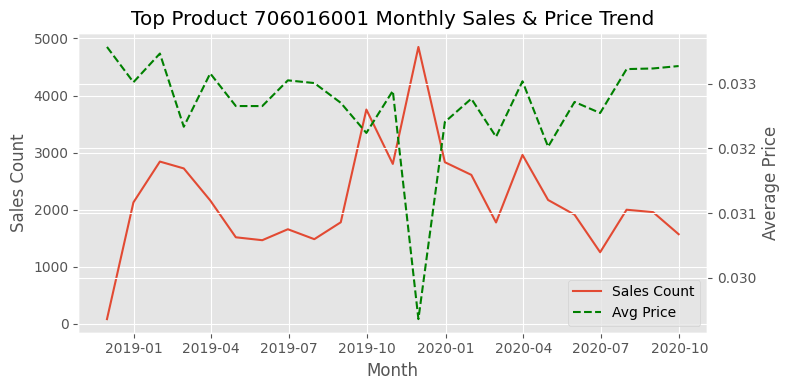 Top Product 706016001 Monthly Sales & Price Trend
5000
4000
3000
2000
1000
0
Sales Count
0.033
0.032
0.031
0.030
Average Price
Sales Count
Avg Price
2019-01 2019-04 2019-07 2019-10 2020-01 2020-04 2020-07 2020-10
Month